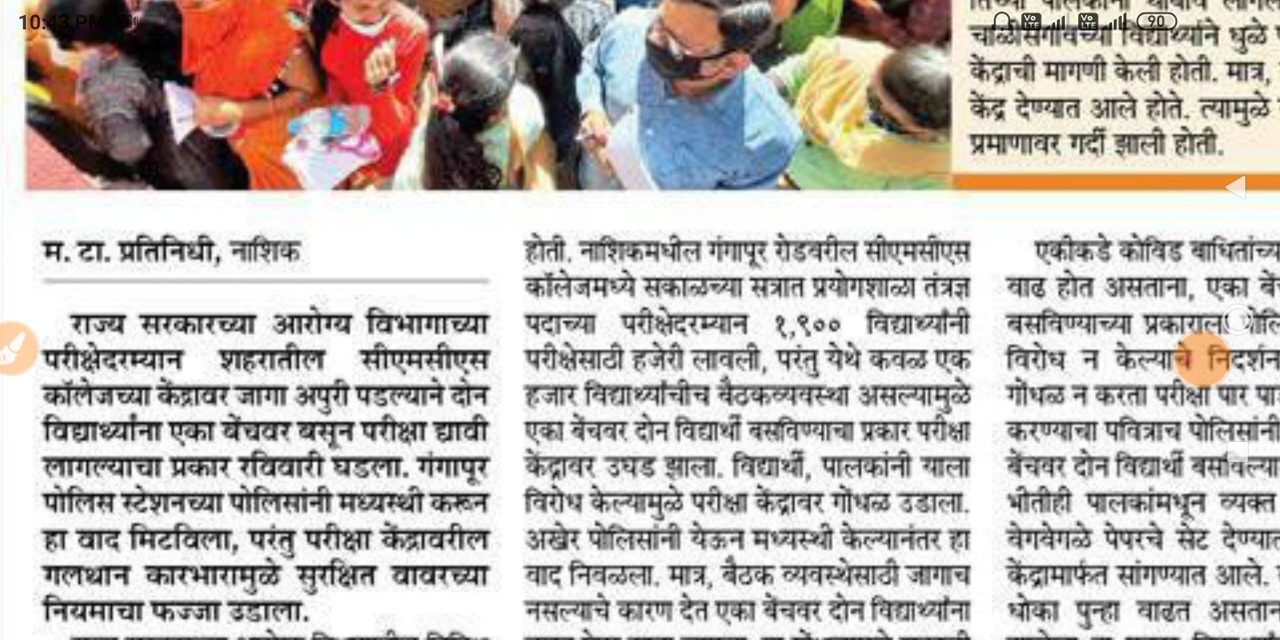 10:43 PM
90
चाळीसगावच्या विद्यार्थ्याने धुळे
केंद्राची मागणी केली होती. मात्र,
केंद्र देण्यात आले होते. त्यामुळे
प्रमाणावर गर्दी झाली होती.
म. टा. प्रतिनिधी, नाशिक
राज्य सरकारच्या आरोग्य विभागाच्या
परीक्षेदरम्यान शहरातील सीएमसीएस
कॉलेजच्या केंद्रावर जागा अपुरी पडल्याने दोन
विद्यार्थ्यांना एका बेंचवर बसून परीक्षा द्यावी
लागल्याचा प्रकार रविवारी घडला. गंगापूर
पोलिस स्टेशनच्या पोलिसांनी मध्यस्थी करून
हा वाद मिटविला, परंतु परीक्षा केंद्रावरील
गलथान कारभारामुळे सुरक्षित वावरच्या
नियमाचा फज्जा उडाला.
होती. नाशिकमधील गंगापूर रोडवरील सीएमसीएस
कॉलेजमध्ये सकाळच्या सत्रात प्रयोगशाळा तंत्रज्ञ
पदाच्या परीक्षेदरम्यान १,९०० विद्यार्थ्यांनी
परीक्षेसाठी हजेरी लावली, परंतु येथे केवळ एक
हजार विद्यार्थ्यांचीच बैठकव्यवस्था असल्यामुळे
एका बेंचवर दोन विद्यार्थी बसविण्याचा प्रकार परीक्षा
केंद्रावर उघड झाला. विद्यार्थी, पालकांनी याला
विरोध केल्यामुळे परीक्षा केंद्रावर गोंधळ उडाला.
अखेर पोलिसांनी येऊन मध्यस्थी केल्यानंतर हा
वाद निवळला. मात्र, बैठक व्यवस्थेसाठी जागाच
नसल्याचे कारण देत एका बेंचवर दोन विद्यार्थ्यांना
एकीकडे कोविड बाधितांच्य
वाढ होत असताना, एका बें
बसविण्याच्या प्रकाराला
विरोध न केल्याचे निदर्शन
गोंधळ न करता परीक्षा पार पा
करण्याचा पवित्राच पोलिसांनी
बेंचवर दोन विद्यार्थी बसविल्या
भीतीही पालकांमधून व्यक्त
वेगवेगळे पेपरचे सेट देण्यात
केंद्रामार्फत सांगण्यात आले.
धोका पुन्हा वाढत असतान